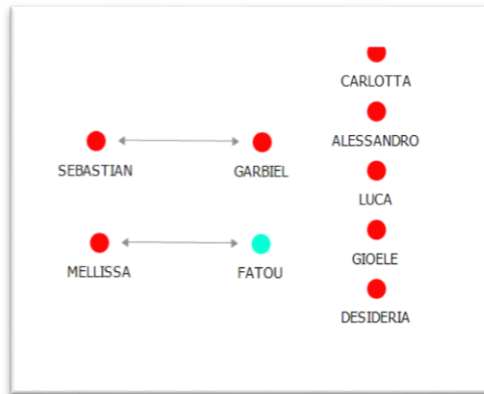 CARLOTTA
ALESSANDRO
SEBASTIAN
GARBIEL
LUCA
GIOELE
MELLISSA
FATOU
DESIDERIA